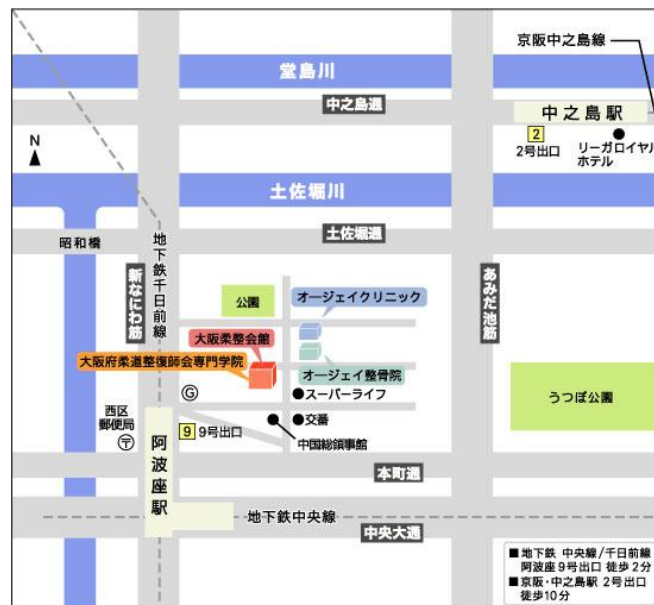 京阪中之島線
堂島川
中之島通
中之島駅
2
2号出口
リーガロイヤル
ホテル
N
土佐堀川
昭和橋
土佐堀通
地下鉄千日前線
新なにわ筋
あみだ池筋
公園
オージェイクリニック
大阪柔整会館
大阪府柔道整復師会専門学院
オージェイ整骨院
うつぼ公園
G
スーパーライフ
西区
郵便局
〒
9
9号出口
交番
中国総領事館
阿波座駅
本町通
地下鉄中央線
中央大通
■地下鉄 中央線/千日前線
阿波座9号出口 徒歩2分
■京阪・中之島駅 2号出口
徒歩10分